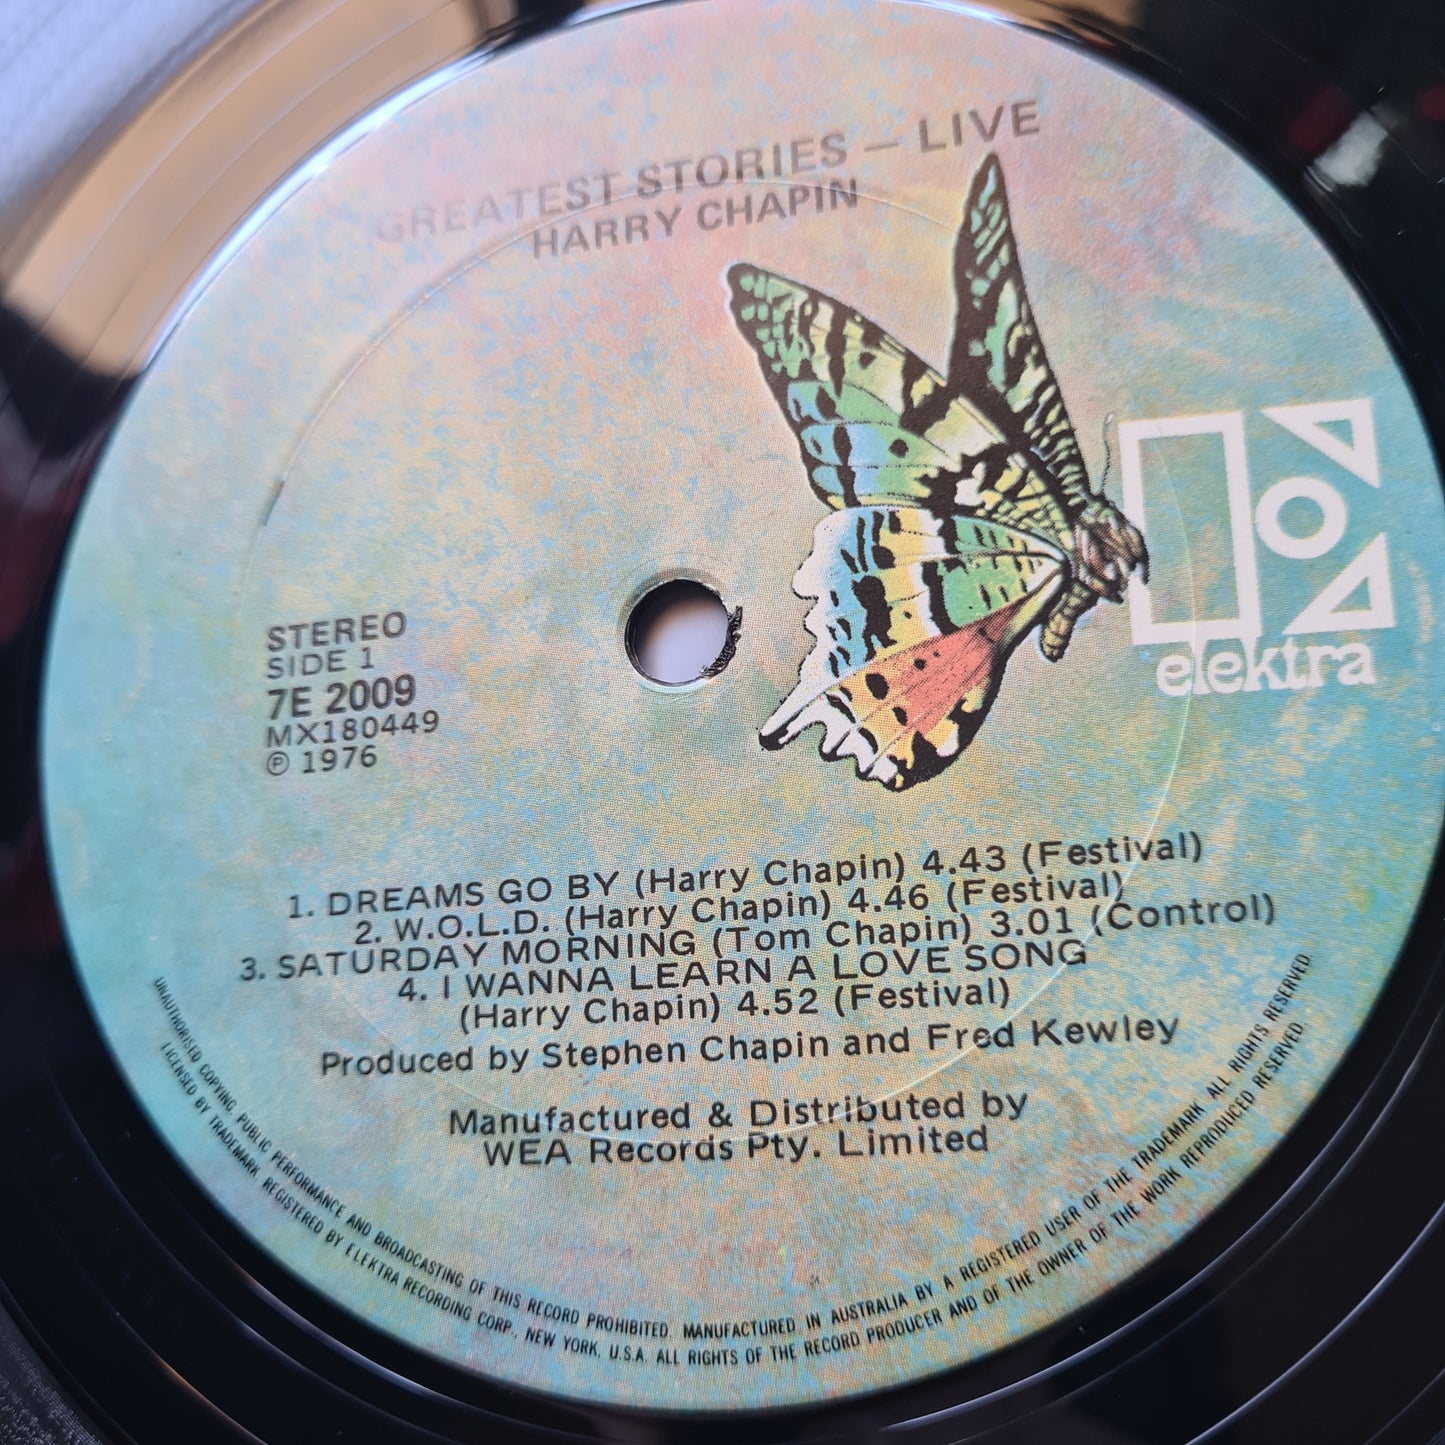 GREATEST STORIES – LIVE
HARRY CHAPIN
elektra
STEREO
SIDE 1
7E 2009
MX180449
℗ 1976
1. DREAMS GO BY (Harry Chapin) 4.43 (Festival)
2. W.O.L.D. (Harry Chapin) 4.46 (Festival)
3. SATURDAY MORNING (Tom Chapin) 3.01 (Control)
4. I WANNA LEARN A LOVE SONG
(Harry Chapin) 4.52 (Festival)
Produced by Stephen Chapin and Fred Kewley
Manufactured & Distributed by
WEA Records Pty. Limited
UNAUTHORISED COPYING, PUBLIC PERFORMANCE AND BROADCASTING OF THIS RECORD PROHIBITED. MANUFACTURED IN AUSTRALIA BY A REGISTERED USER OF THE TRADEMARK. ALL RIGHTS RESERVED.
LICENSED BY TRADEMARK REGISTERED BY ELEKTRA RECORDING CORP., NEW YORK, U.S.A. ALL RIGHTS OF THE RECORD PRODUCER AND OF THE OWNER OF THE WORK REPRODUCED RESERVED.